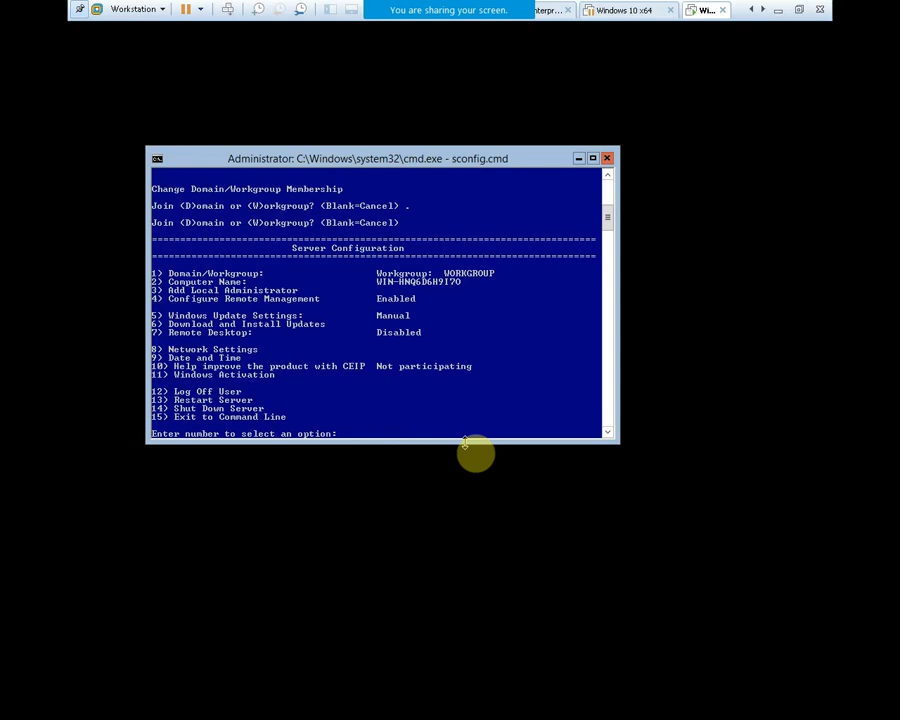 Workstation
You are sharing your screen.
terpr...
Windows 10 x64
Wi...
Administrator: C:\Windows\system32\cmd.exe - sconfig.cmd
Change Domain/Workgroup Membership
Join (D)omain or (W)orkgroup? (Blank=Cancel) .
Join (D)omain or (W)orkgroup? (Blank=Cancel)
===============================================================================
Server Configuration
===============================================================================
1) Domain/Workgroup: Workgroup: WORKGROUP
2) Computer Name: WIN-HNQ6D6H9I7O
3) Add Local Administrator
4) Configure Remote Management Enabled
5) Windows Update Settings: Manual
6) Download and Install Updates
7) Remote Desktop: Disabled
8) Network Settings
9) Date and Time
10) Help improve the product with CEIP Not participating
11) Windows Activation
12) Log Off User
13) Restart Server
14) Shut Down Server
15) Exit to Command Line
Enter number to select an option: